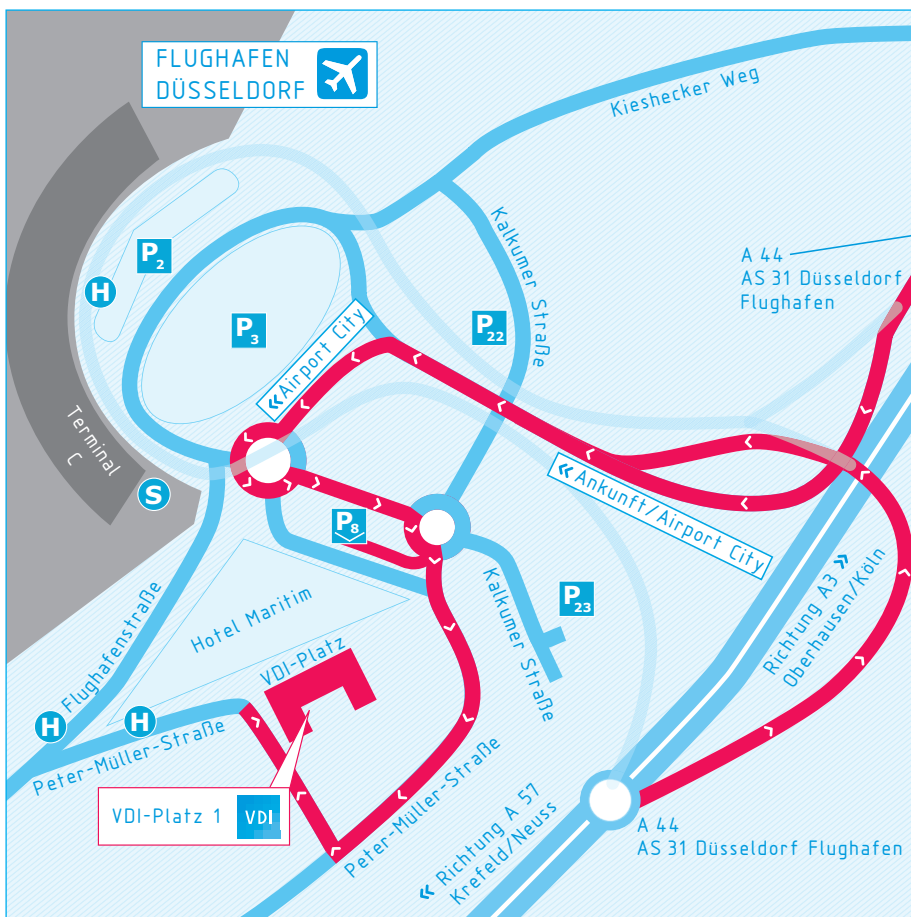 FLUGHAFEN
DÜSSELDORF
Kieshecker Weg
Kalkumer Straße
A 44
AS 31 Düsseldorf
Flughafen
P2
H
P3
P22
«Airport City
Terminal
C
S
«Ankunft/Airport City
P8
Kalkumer Straße
P23
Richtung A3 »
Oberhausen/Köln
Hotel Maritim
Flughafenstraße
VDI-Platz
H
H
Peter-Müller-Straße
VDI-Platz 1
VDI
Peter-Müller-Straße
« Richtung A 57
Krefeld/Neuss
A 44
AS 31 Düsseldorf Flughafen